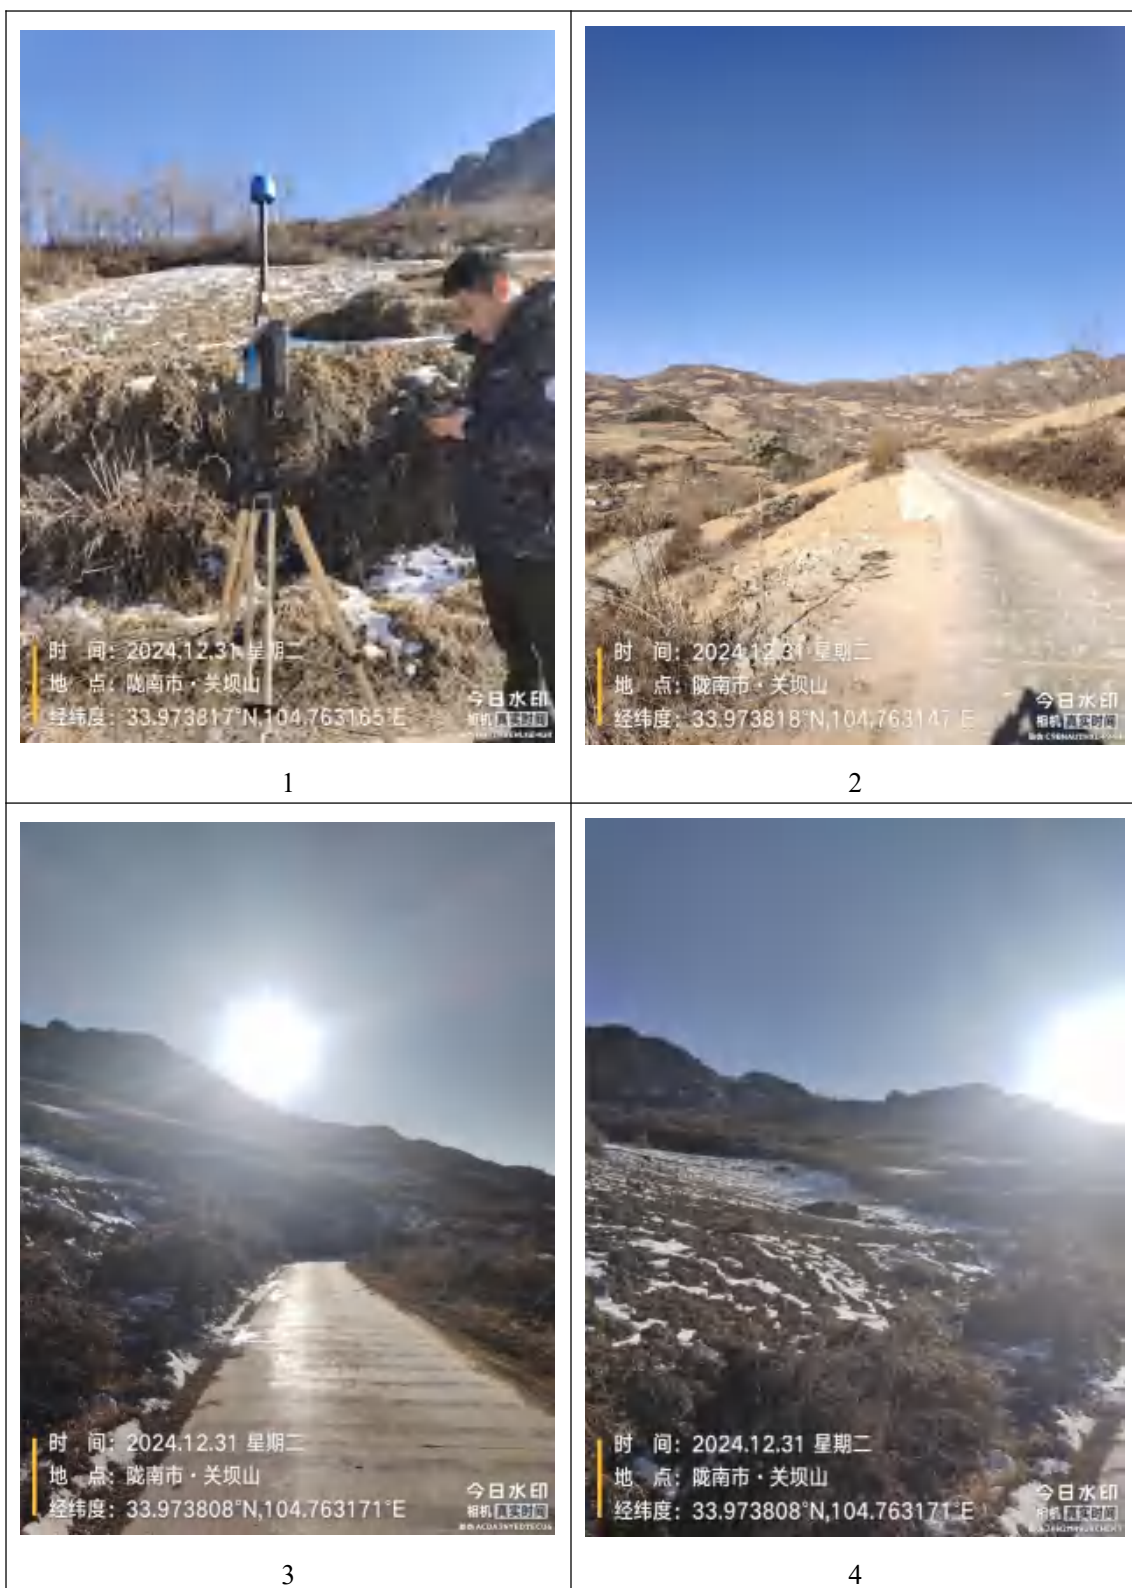 时 间：2024.12.31 星期二
地 点：陇南市·关坝山
经纬度：33.973817°N,104.763165°E
今日水印
相机 真实时间
1
时 间：2024.12.31 星期二
地 点：陇南市·关坝山
经纬度：33.973818°N,104.763147°E
今日水印
相机 真实时间
2
时 间：2024.12.31 星期二
地 点：陇南市·关坝山
经纬度：33.973808°N,104.763171°E
今日水印
相机 真实时间
3
时 间：2024.12.31 星期二
地 点：陇南市·关坝山
经纬度：33.973808°N,104.763171°E
今日水印
相机 真实时间
4